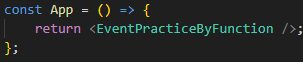 const App = () => {
    return <EventPracticeByFunction />;
};